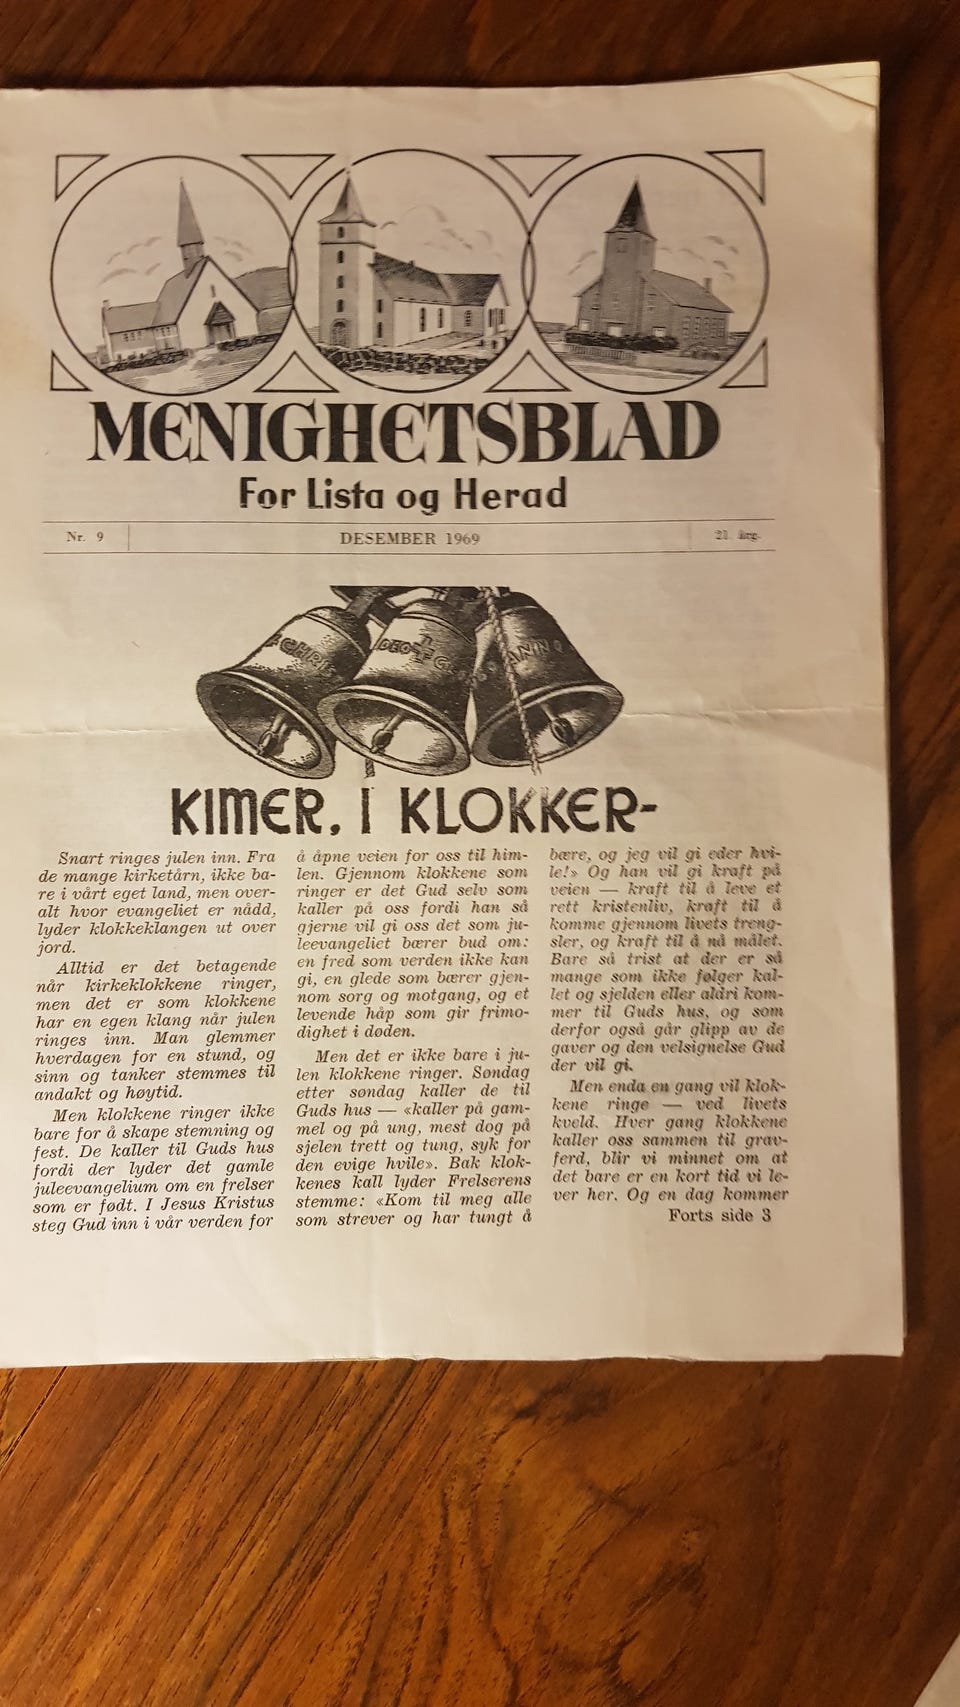 MENIGHETSBLAD
For Lista og Herad
Nr. 9
DESEMBER 1969
21. årg.
CHRIS
DEO G
ANNO
KIMER, I KLOKKER-
Snart ringes julen inn. Fra
de mange kirketårn, ikke ba-
re i vårt eget land, men over-
alt hvor evangeliet er nådd,
lyder klokkeklangen ut over
jord.
Alltid er det betagende
når kirkeklokkene ringer,
men det er som klokkene
har en egen klang når julen
ringes inn. Man glemmer
hverdagen for en stund, og
sinn og tanker stemmes til
andakt og høytid.
Men klokkene ringer ikke
bare for å skape stemning og
fest. De kaller til Guds hus
fordi der lyder det gamle
juleevangelium om en frelser
som er født. I Jesus Kristus
steg Gud inn i vår verden for
å åpne veien for oss til him-
len. Gjennom klokkene som
ringer er det Gud selv som
kaller på oss fordi han så
gjerne vil gi oss det som ju-
leevangeliet bærer bud om:
en fred som verden ikke kan
gi, en glede som bærer gjen-
nom sorg og motgang, og et
levende håp som gir frimo-
dighet i døden.
Men det er ikke bare i ju-
len klokkene ringer. Søndag
etter søndag kaller de til
Guds hus — «kaller på gam-
mel og på ung, mest dog på
sjelen trett og tung, syk for
den evige hvile». Bak klok-
kenes kall lyder Frelserens
stemme: «Kom til meg alle
som strever og har tungt å
bære, og jeg vil gi eder hvi-
le!» Og han vil gi kraft på
veien — kraft til å leve et
rett kristenliv, kraft til å
komme gjennom livets treng-
sler, og kraft til å nå målet.
Bare så trist at der er så
mange som ikke følger kal-
let og sjelden eller aldri kom-
mer til Guds hus, og som
derfor også går glipp av de
gaver og den velsignelse Gud
der vil gi.
Men enda en gang vil klok-
kene ringe — ved livets
kveld. Hver gang klokkene
kaller oss sammen til grav-
ferd, blir vi minnet om at
det bare er en kort tid vi le-
ver her. Og en dag kommer
Forts side 3